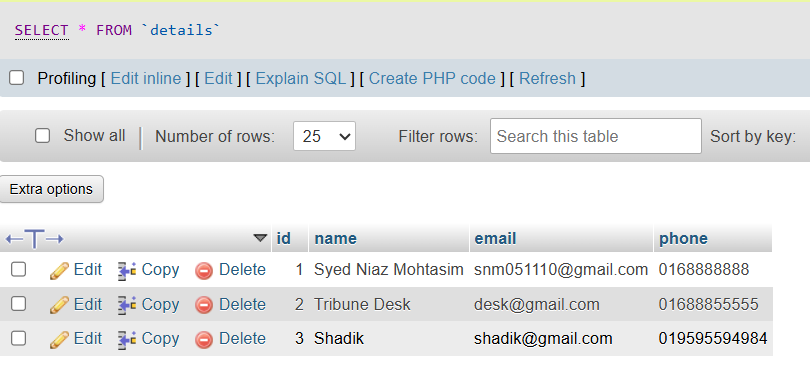 SELECT * FROM `details`
Profiling [ Edit inline ] [ Edit ] [ Explain SQL ] [ Create PHP code ] [ Refresh ]
Show all Number of rows: 25 Filter rows: Search this table Sort by key:
Extra options
←T→ id name email phone
Edit Copy Delete 1 Syed Niaz Mohtasim snm051110@gmail.com 0168888888
Edit Copy Delete 2 Tribune Desk desk@gmail.com 01688855555
Edit Copy Delete 3 Shadik shadik@gmail.com 019595594984